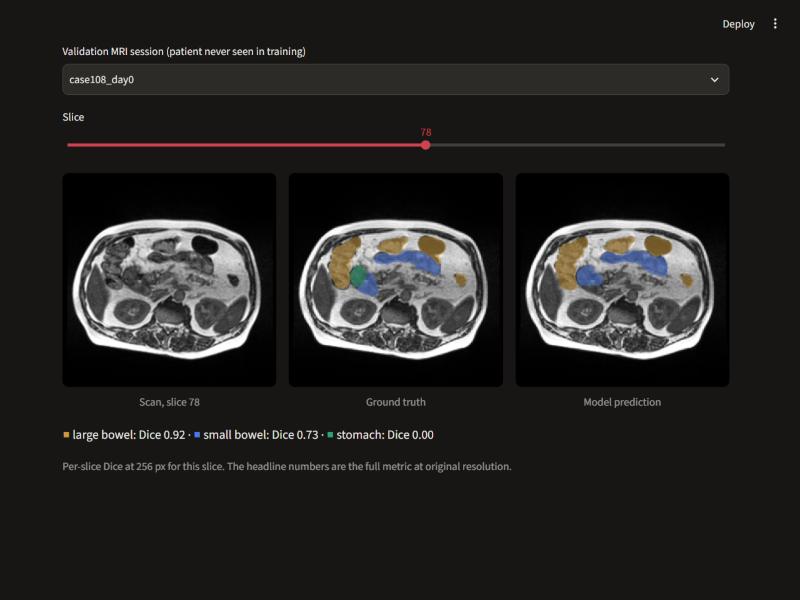 Deploy
Validation MRI session (patient never seen in training)
case108_day0
Slice
78
Scan, slice 78
Ground truth
Model prediction
large bowel: Dice 0.92 · small bowel: Dice 0.73 · stomach: Dice 0.00
Per-slice Dice at 256 px for this slice. The headline numbers are the full metric at original resolution.